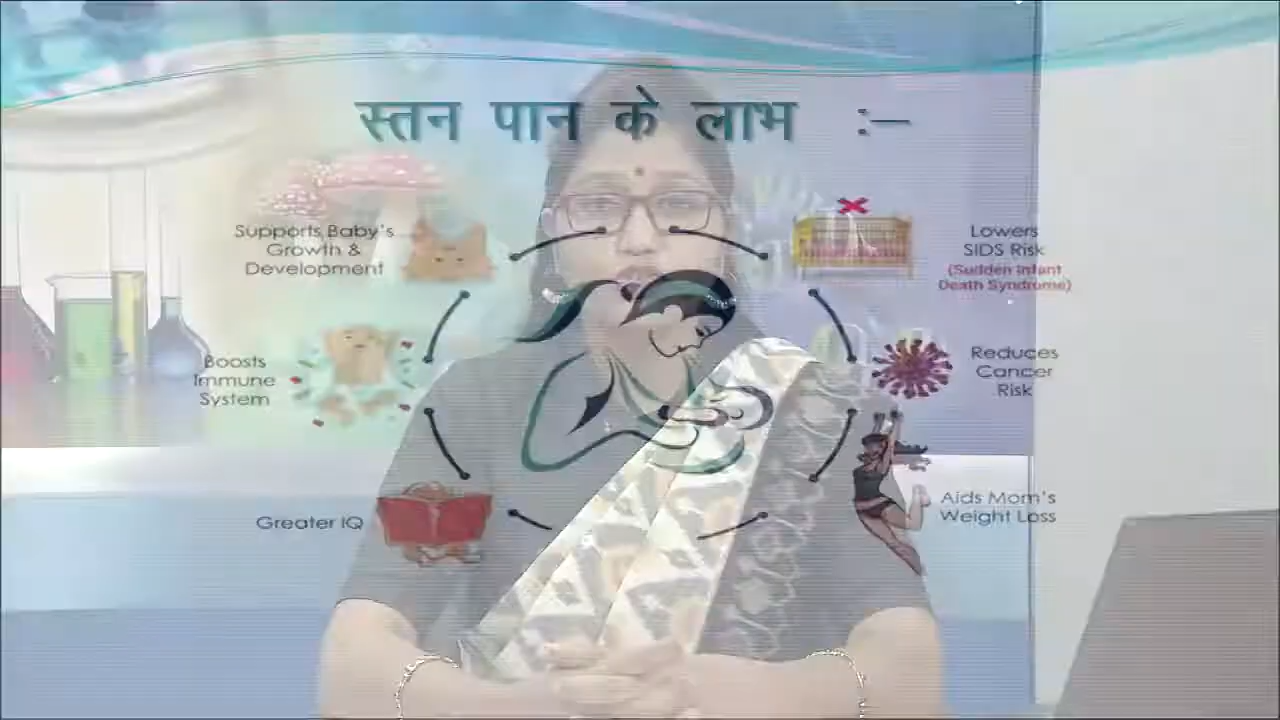 स्तन पान के लाभ :–
Supports Baby's
Growth &
Development
Lowers
SIDS Risk
(Sudden Infant
Death Syndrome)
Boosts
Immune
System
Reduces
Cancer
Risk
Greater IQ
Aids Mom's
Weight Loss